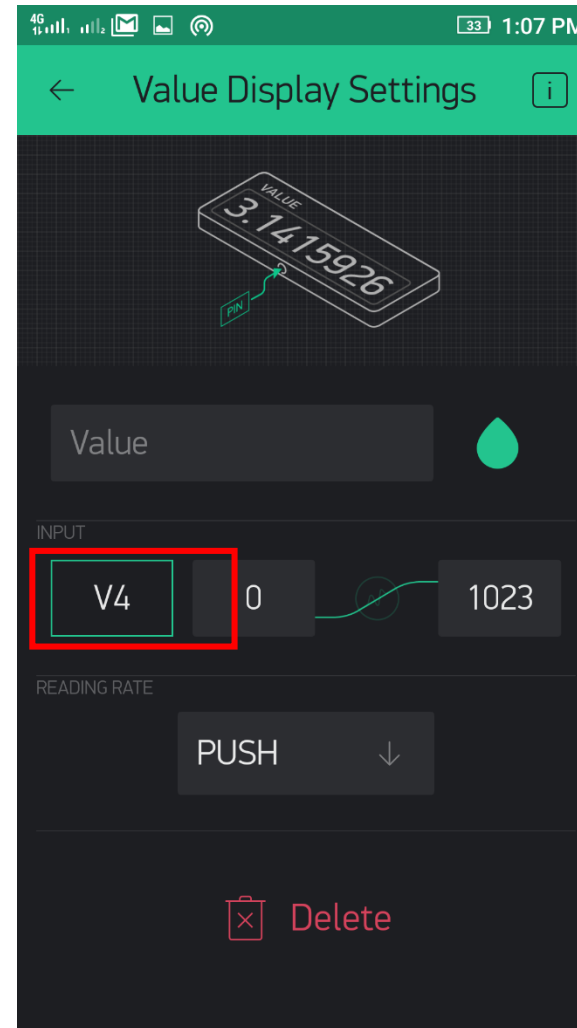 4G 33 1:07 PM
Value Display Settings i
VALUE
3.1415926
PIN
Value
INPUT
V4 0 1023
READING RATE
PUSH
Delete